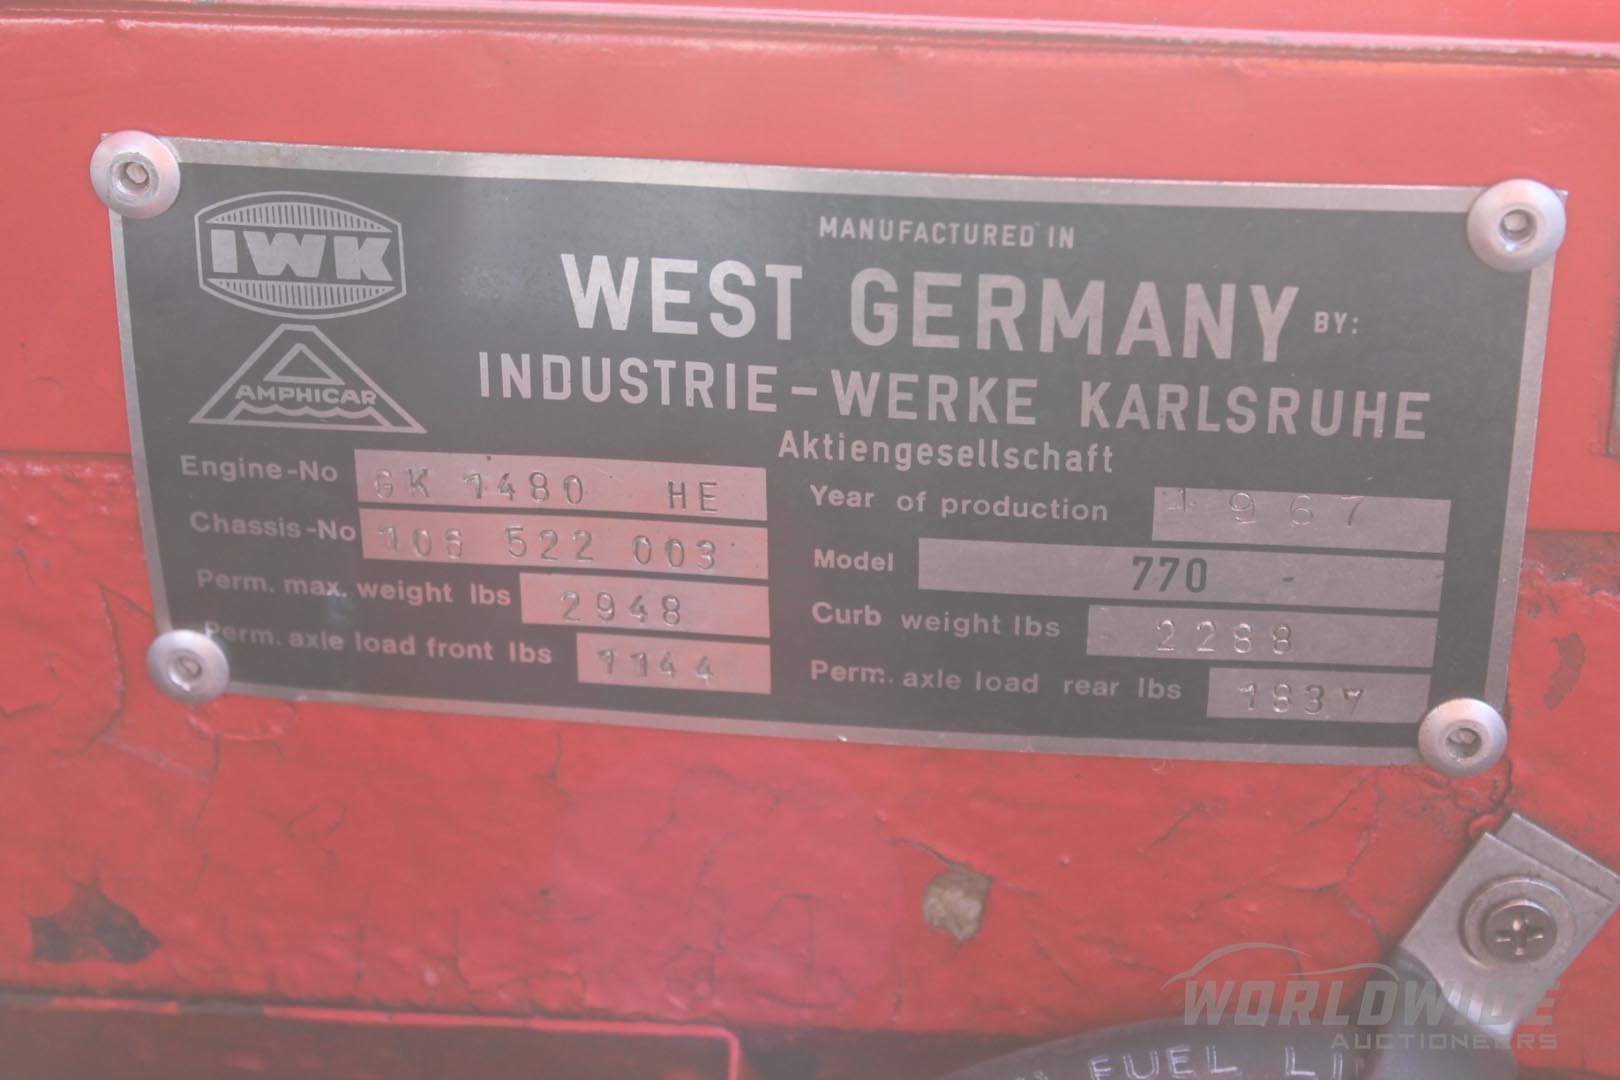 IWK
AMPHICAR
MANUFACTURED IN
WEST GERMANY BY:
INDUSTRIE-WERKE KARLSRUHE
Aktiengesellschaft
Engine-No GK 1480 HE
Chassis-No 106 522 003
Perm. max. weight lbs 2948
Perm. axle load front lbs 1144
Year of production 1967
Model 770 -
Curb weight lbs 2288
Perm. axle load rear lbs 183
FUEL
WORLDWIDE
AUCTIONEERS